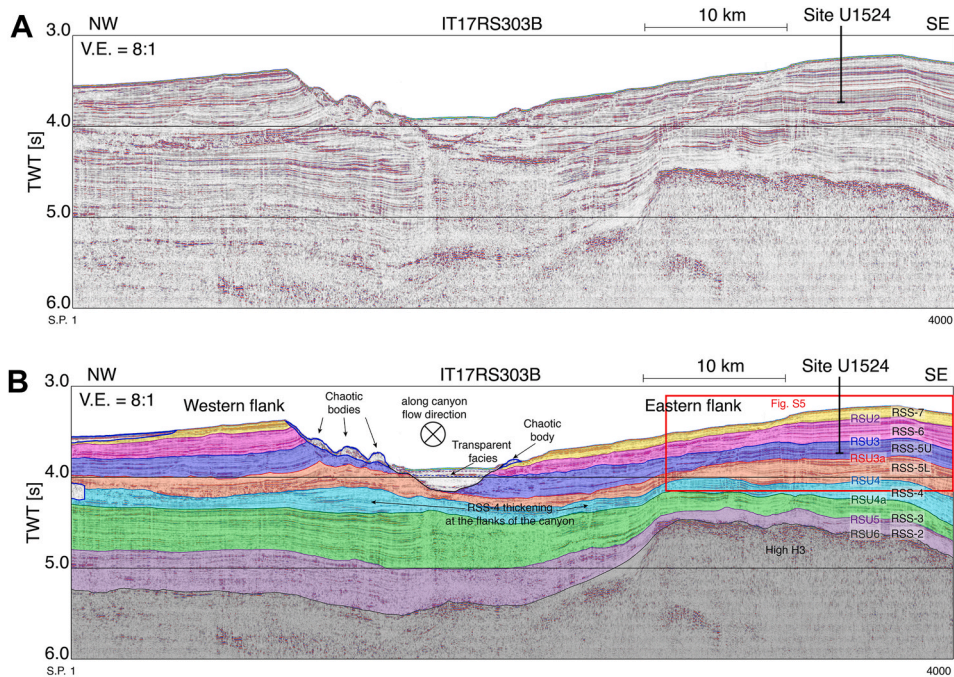 A
NW
IT17RS303B
10 km
Site U1524
SE
V.E. = 8:1
3.0
4.0
5.0
6.0
TWT [s]
S.P. 1
4000
B
NW
IT17RS303B
10 km
Site U1524
SE
V.E. = 8:1
3.0
4.0
5.0
6.0
TWT [s]
Western flank
Chaotic
bodies
along canyon
flow direction
Transparent
facies
Chaotic
body
Eastern flank
Fig. S5
RSU2
RSS-7
RSS-6
RSU3
RSS-5U
RSU3a
RSS-5L
RSU4
RSS-4
RSU4a
RSS-3
RSU5
RSS-2
RSU6
RSS-4 thickening
at the flanks of the canyon
High H3
S.P. 1
4000